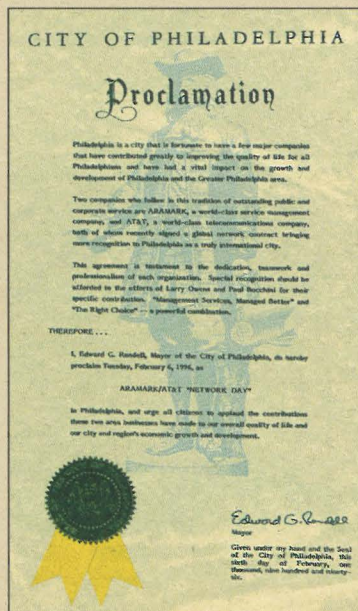 CITY OF PHILADELPHIA
Proclamation
Philadelphia is a city that is fortunate to have a few major companies
that have contributed greatly to improving the quality of life for all
Philadelphians and have had a vital impact on the growth and
development of Philadelphia and the Greater Philadelphia area.
Two companies who follow in this tradition of outstanding public and
corporate service are ARAMARK, a world-class service management
company, and AT&T, a world-class telecommunications company,
both of whom recently signed a global network contract bringing
more recognition to Philadelphia as a truly international city.
This agreement is testament to the dedication, teamwork and
professionalism of each organization. Special recognition should be
afforded to the efforts of Larry Owens and Paul Bocchini for their
specific contribution. "Management Services, Managed Better" and
"The Right Choice" — a powerful combination.
THEREFORE . . .
I, Edward G. Rendell, Mayor of the City of Philadelphia, do hereby
proclaim Tuesday, February 6, 1996, as
ARAMARK/AT&T "NETWORK DAY"
in Philadelphia, and urge all citizens to applaud the contributions
these two area businesses have made to our overall quality of life and
our city and region's economic growth and development.
Edward G. Rendell
Mayor
Given under my hand and the Seal
of the City of Philadelphia, this
sixth day of February, one
thousand, nine hundred and ninety-
six.